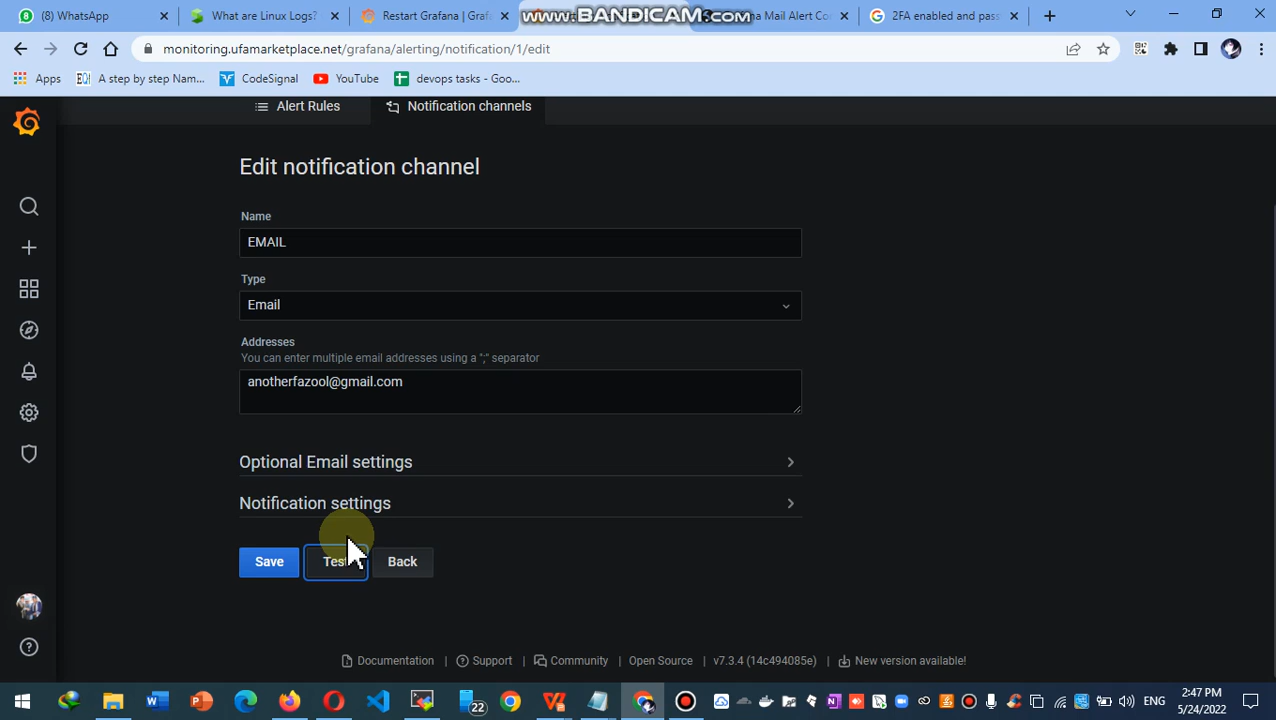 (8) WhatsApp
What are Linux Logs?
Restart Grafana | Graf
www.BANDICAM.com
Mail Alert Co
2FA enabled and pass
monitoring.ufamarketplace.net/grafana/alerting/notification/1/edit
Apps
A step by step Nam...
CodeSignal
YouTube
devops tasks - Goo...
Alert Rules
Notification channels
Edit notification channel
Name
EMAIL
Type
Email
Addresses
You can enter multiple email addresses using a ";" separator
anotherfazool@gmail.com
Optional Email settings
Notification settings
Save
Test
Back
Documentation | Support | Community | Open Source | v7.3.4 (14c494085e) | New version available!
22
ENG
2:47 PM
5/24/2022